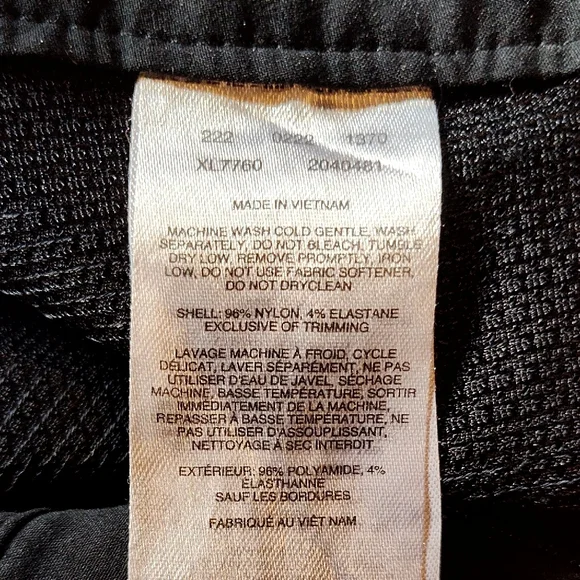 222 0222 1370
XL7760 2040481
MADE IN VIETNAM
MACHINE WASH COLD GENTLE, WASH
SEPARATELY, DO NOT BLEACH, TUMBLE
DRY LOW, REMOVE PROMPTLY, IRON
LOW, DO NOT USE FABRIC SOFTENER,
DO NOT DRYCLEAN
SHELL: 96% NYLON, 4% ELASTANE
EXCLUSIVE OF TRIMMING
LAVAGE MACHINE À FROID, CYCLE
DÉLICAT, LAVER SÉPARÉMENT, NE PAS
UTILISER D'EAU DE JAVEL, SÉCHAGE
MACHINE, BASSE TEMPÉRATURE, SORTIR
IMMÉDIATEMENT DE LA MACHINE,
REPASSER À BASSE TEMPÉRATURE, NE
PAS UTILISER D'ASSOUPLISSANT,
NETTOYAGE À SEC INTERDIT
EXTÉRIEUR: 96% POLYAMIDE, 4%
ÉLASTHANNE
SAUF LES BORDURES
FABRIQUÉ AU VIÊT NAM